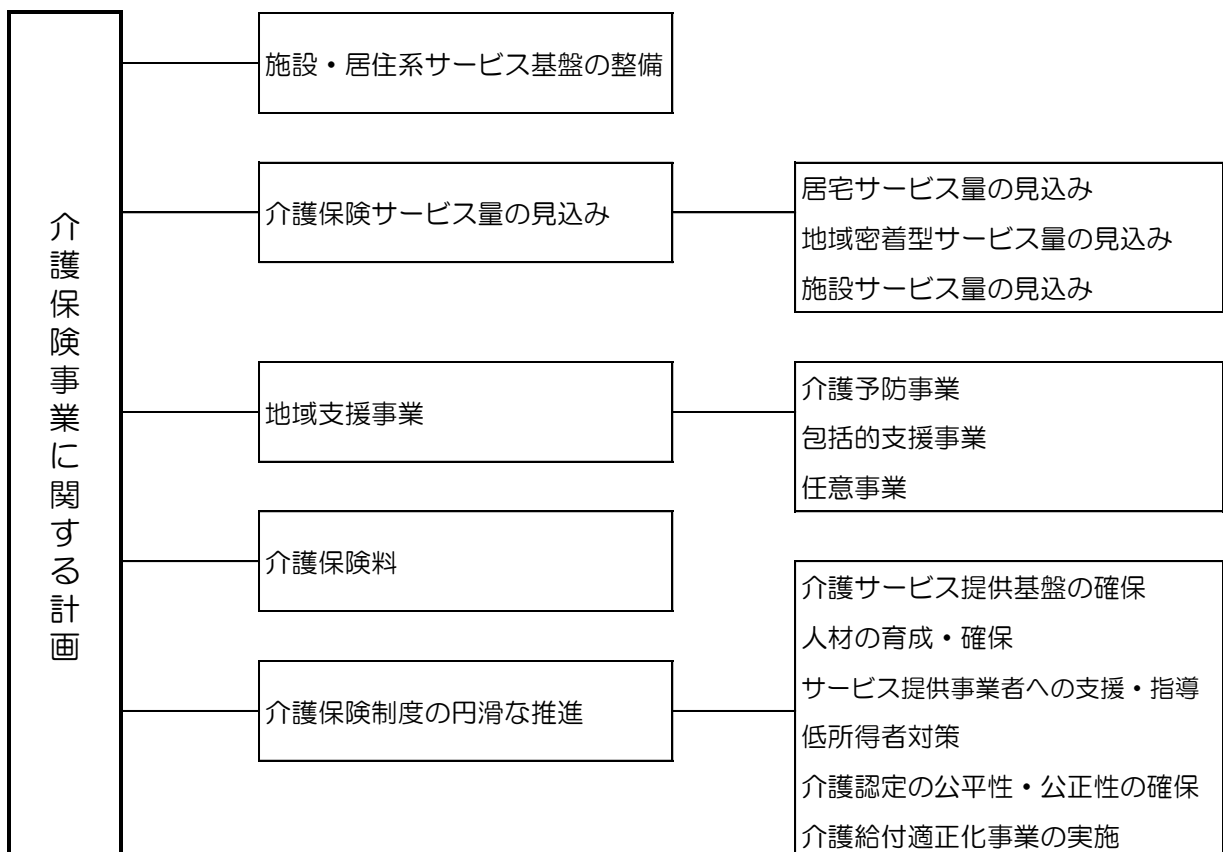 介護保険事業に関する計画
施設・居住系サービス基盤の整備
介護保険サービス量の見込み
居宅サービス量の見込み
地域密着型サービス量の見込み
施設サービス量の見込み
地域支援事業
介護予防事業
包括的支援事業
任意事業
介護保険料
介護保険制度の円滑な推進
介護サービス提供基盤の確保
人材の育成・確保
サービス提供事業者への支援・指導
低所得者対策
介護認定の公平性・公正性の確保
介護給付適正化事業の実施